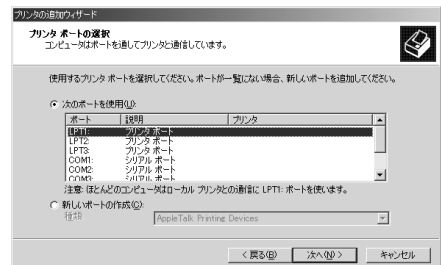 プリンタの追加ウィザード
プリンタ ポートの選択
コンピュータはポートを通してプリンタと通信しています。
使用するプリンタ ポートを選択してください。ポートが一覧にない場合、新しいポートを追加してください。
次のポートを使用(U):
ポート 説明 プリンタ
LPT1: プリンタ ポート
LPT2: プリンタ ポート
LPT3: プリンタ ポート
COM1: シリアル ポート
COM2: シリアル ポート
COM3: シリアル ポート
注意: ほとんどのコンピュータはローカル プリンタとの通信に LPT1: ポートを使います。
新しいポートの作成(C):
種類 AppleTalk Printing Devices
< 戻る(B) 次へ(N) > キャンセル